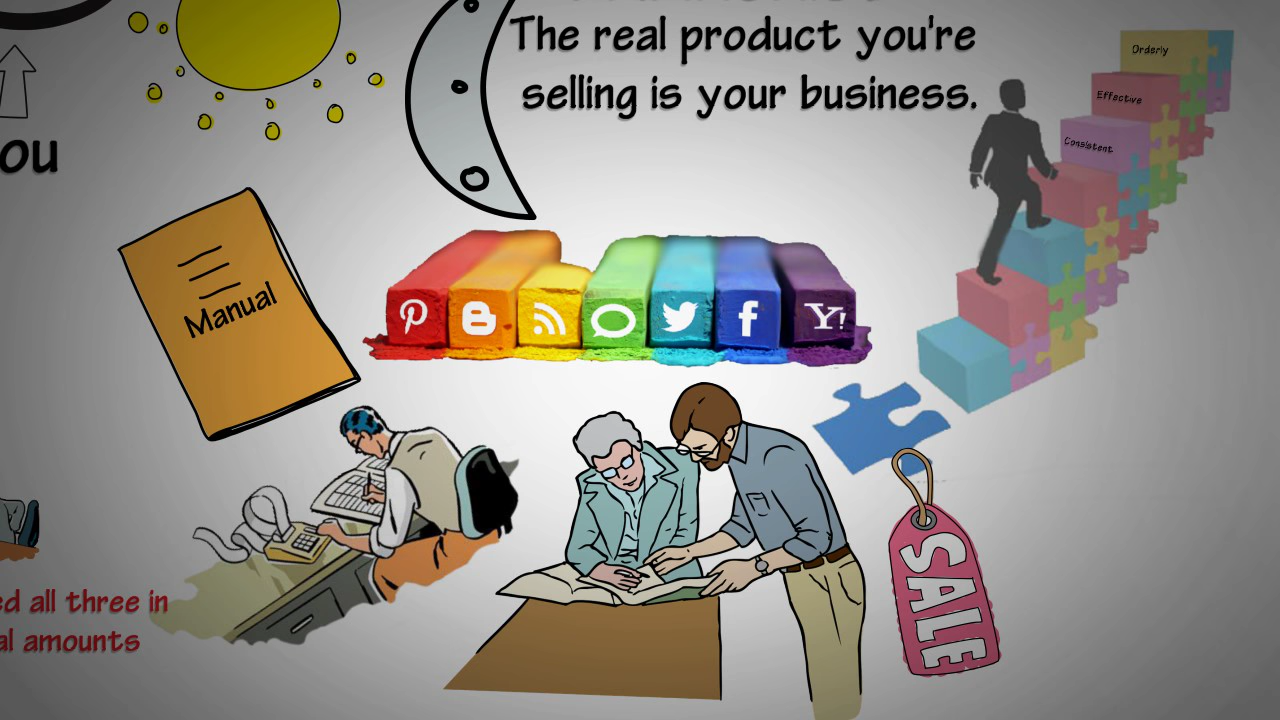 The real product you're
selling is your business.
Orderly
Effective
Consistent
ou
Manual
Y!
SALE
ed all three in
al amounts